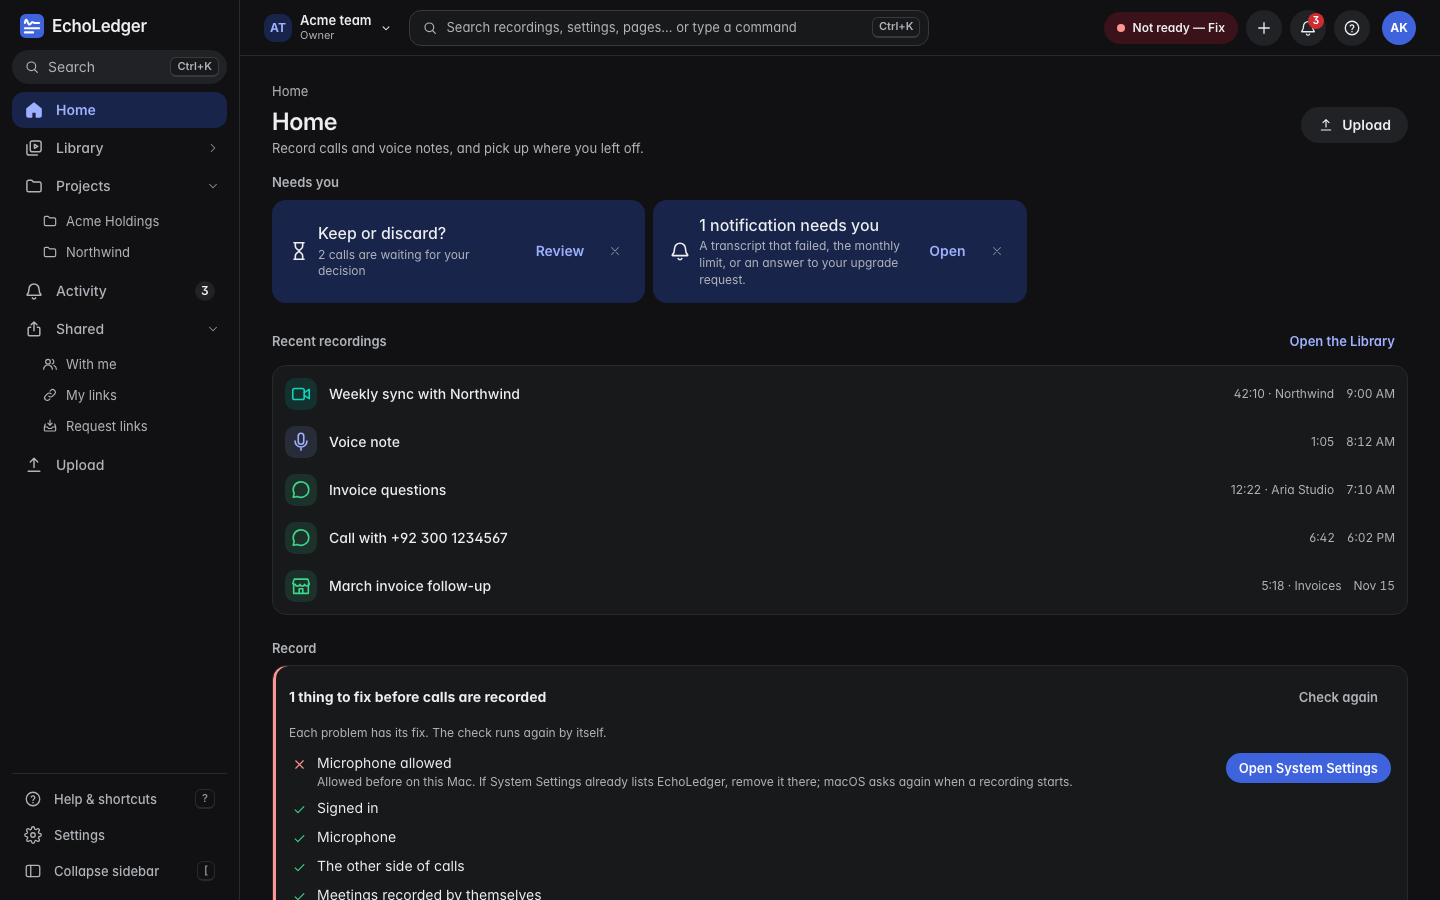 EchoLedger
Search
Ctrl+K
Home
Library
Projects
Acme Holdings
Northwind
Activity
3
Shared
With me
My links
Request links
Upload
Help & shortcuts
?
Settings
Collapse sidebar
[
AT
Acme team
Owner
Search recordings, settings, pages... or type a command
Ctrl+K
Not ready — Fix
3
AK
Home
Home
Record calls and voice notes, and pick up where you left off.
Upload
Needs you
Keep or discard?
2 calls are waiting for your
decision
Review
1 notification needs you
A transcript that failed, the monthly
limit, or an answer to your upgrade
request.
Open
Recent recordings
Open the Library
Weekly sync with Northwind
42:10 · Northwind 9:00 AM
Voice note
1:05 8:12 AM
Invoice questions
12:22 · Aria Studio 7:10 AM
Call with +92 300 1234567
6:42 6:02 PM
March invoice follow-up
5:18 · Invoices Nov 15
Record
1 thing to fix before calls are recorded
Check again
Each problem has its fix. The check runs again by itself.
Microphone allowed
Allowed before on this Mac. If System Settings already lists EchoLedger, remove it there; macOS asks again when a recording starts.
Open System Settings
Signed in
Microphone
The other side of calls
Meetings recorded by themselves